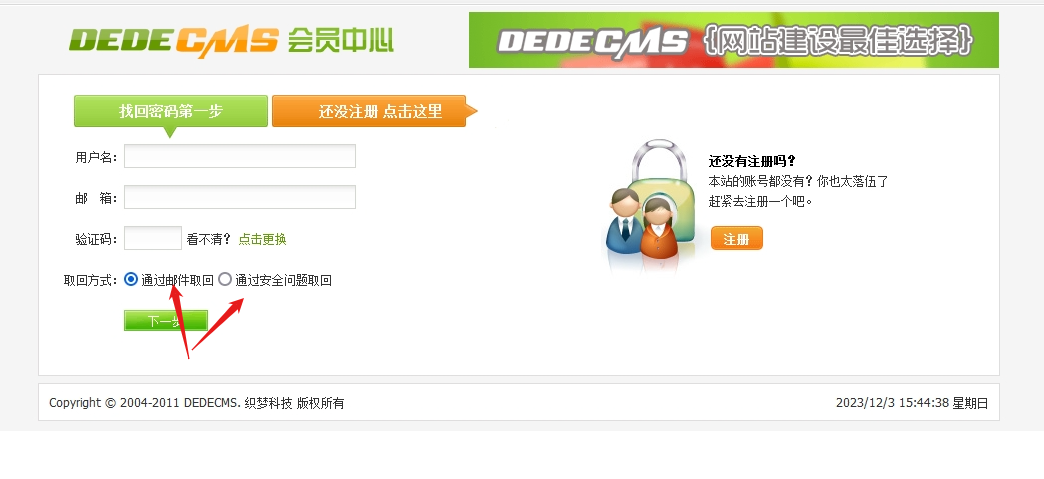 DEDECMS 会员中心
DEDECMS {网站建设最佳选择}
找回密码第一步
还没注册 点击这里
用户名：
邮 箱：
验证码： 看不清？ 点击更换
取回方式： 通过邮件取回 通过安全问题取回
下一步
还没有注册吗？
本站的账号都没有？你也太落伍了
赶紧去注册一个吧。
注册
Copyright © 2004-2011 DEDECMS. 织梦科技 版权所有
2023/12/3 15:44:38 星期日